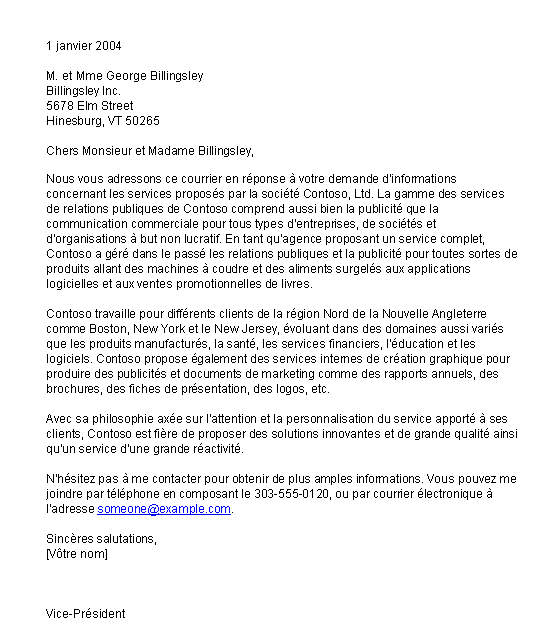 1 janvier 2004
M. et Mme George Billingsley
Billingsley Inc.
5678 Elm Street
Hinesburg, VT 50265
Chers Monsieur et Madame Billingsley,
Nous vous adressons ce courrier en réponse à votre demande d'informations
concernant les services proposés par la société Contoso, Ltd. La gamme des services
de relations publiques de Contoso comprend aussi bien la publicité que la
communication commerciale pour tous types d'entreprises, de sociétés et
d'organisations à but non lucratif. En tant qu'agence proposant un service complet,
Contoso a géré dans le passé les relations publiques et la publicité pour toutes sortes de
produits allant des machines à coudre et des aliments surgelés aux applications
logicielles et aux ventes promotionnelles de livres.
Contoso travaille pour différents clients de la région Nord de la Nouvelle Angleterre
comme Boston, New York et le New Jersey, évoluant dans des domaines aussi variés
que les produits manufacturés, la santé, les services financiers, l'éducation et les
logiciels. Contoso propose également des services internes de création graphique pour
produire des publicités et documents de marketing comme des rapports annuels, des
brochures, des fiches de présentation, des logos, etc.
Avec sa philosophie axée sur l'attention et la personnalisation du service apporté à ses
clients, Contoso est fière de proposer des solutions innovantes et de grande qualité ainsi
qu'un service d'une grande réactivité.
N'hésitez pas à me contacter pour obtenir de plus amples informations. Vous pouvez me
joindre par téléphone en composant le 303-555-0120, ou par courrier électronique à
l'adresse someone@example.com.
Sincères salutations,
[Vôtre nom]
Vice-Président